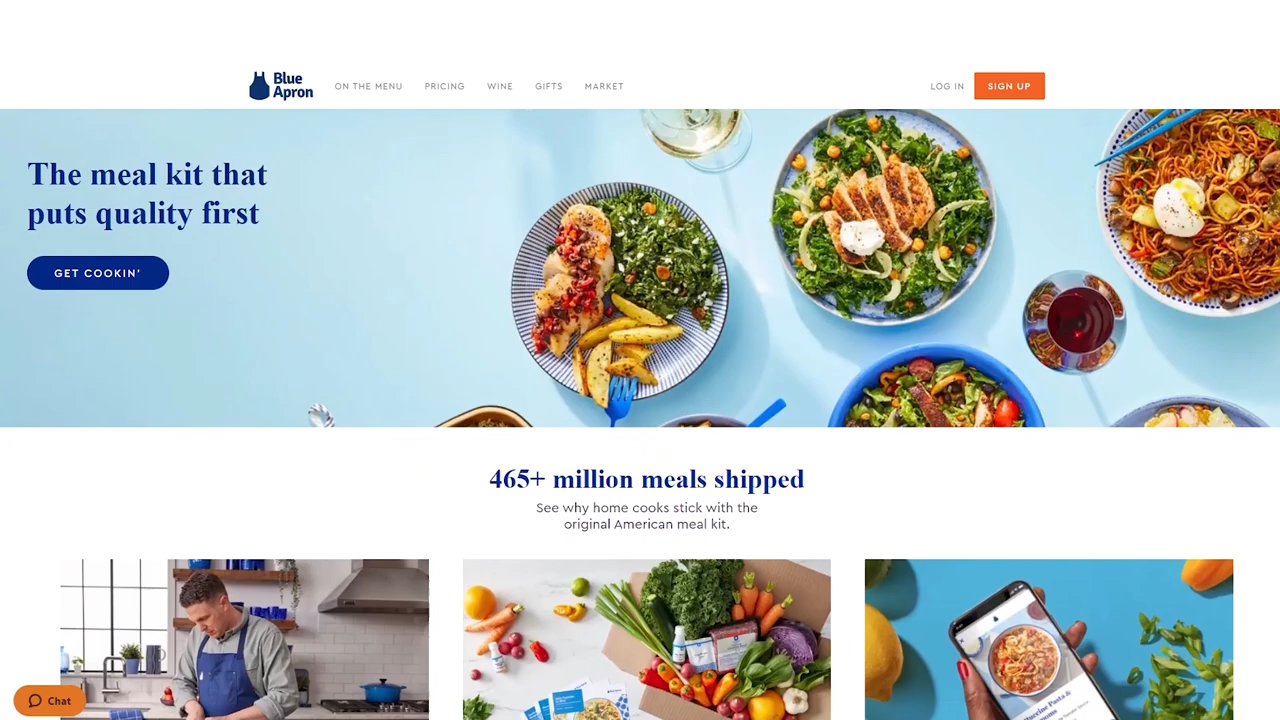 Blue
Apron
ON THE MENU
PRICING
WINE
GIFTS
MARKET
LOG IN
SIGN UP
The meal kit that
puts quality first
GET COOKIN'
465+ million meals shipped
See why home cooks stick with the
original American meal kit.
Chat